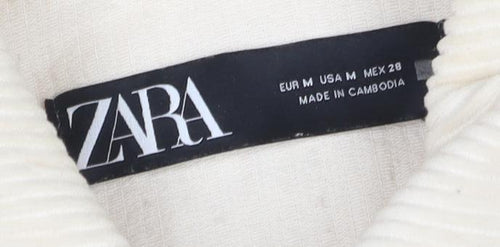 ZARA
EUR M USA M MEX 28
MADE IN CAMBODIA